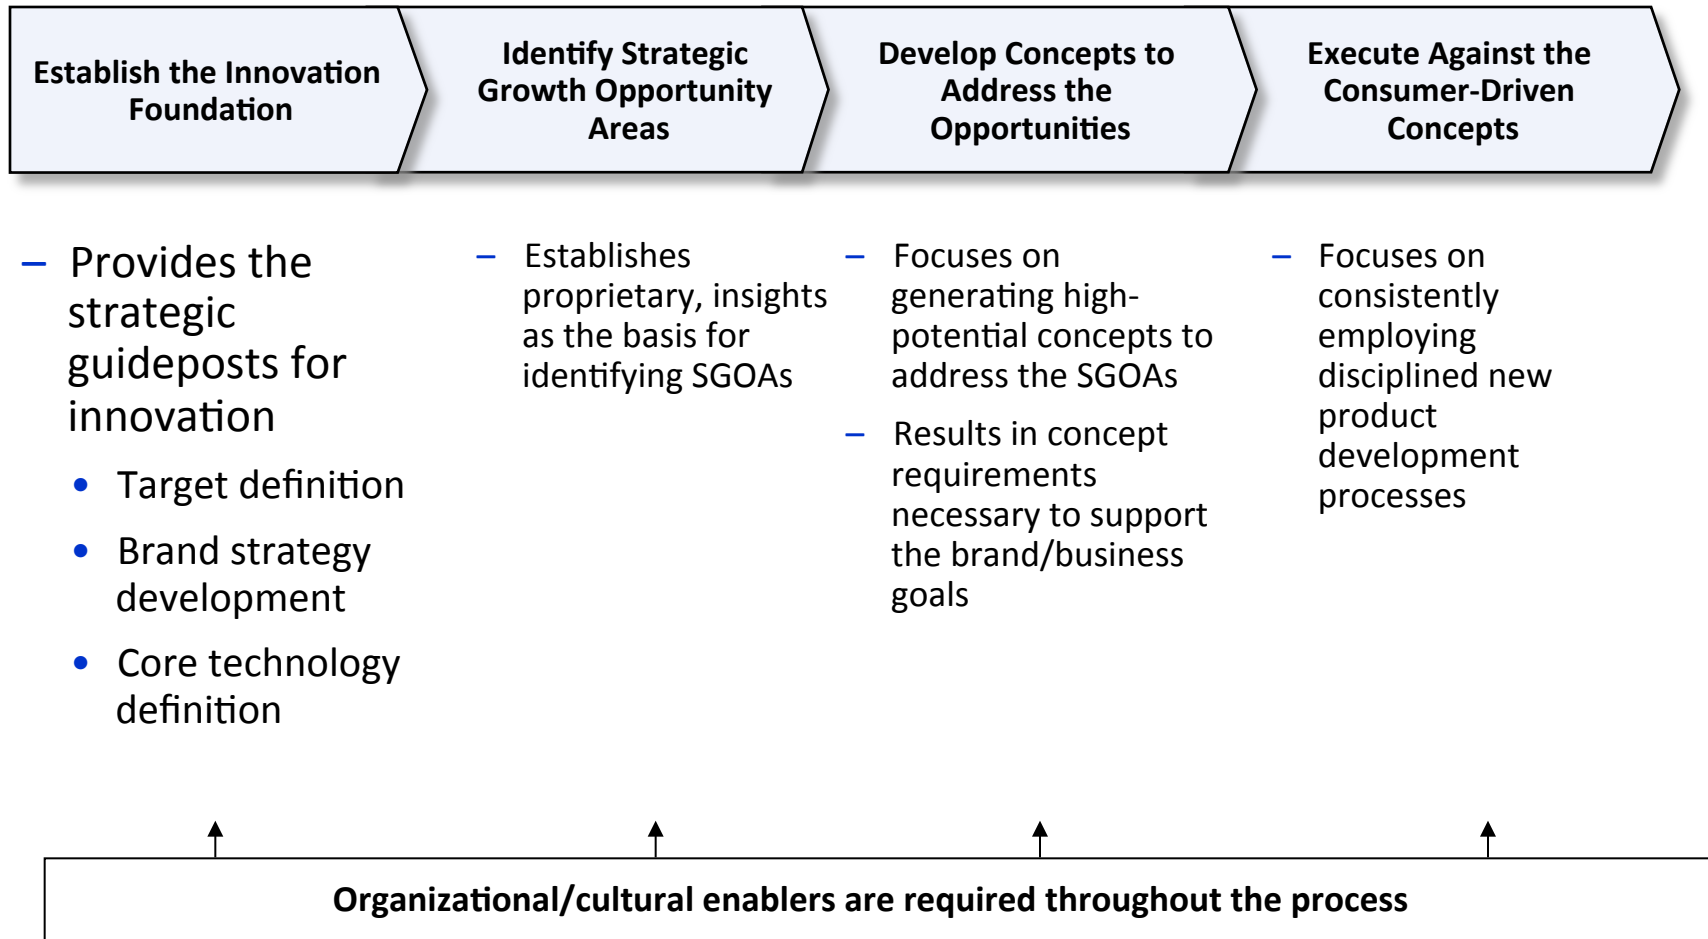 Establish the Innovation
Foundation
Identify Strategic
Growth Opportunity
Areas
Develop Concepts to
Address the
Opportunities
Execute Against the
Consumer-Driven
Concepts
– Provides the
strategic
guideposts for
innovation
• Target definition
• Brand strategy
development
• Core technology
definition
– Establishes
proprietary, insights
as the basis for
identifying SGOAs
– Focuses on
generating high-
potential concepts to
address the SGOAs
– Results in concept
requirements
necessary to support
the brand/business
goals
– Focuses on
consistently
employing
disciplined new
product
development
processes
Organizational/cultural enablers are required throughout the process